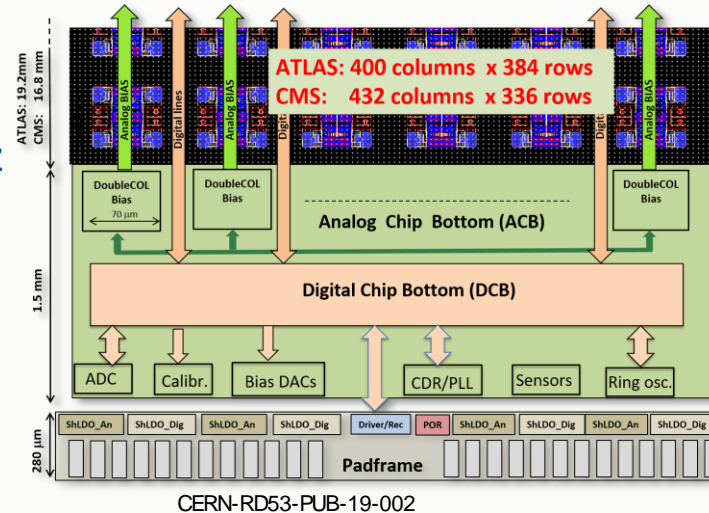 ATLAS: 19.2mm
CMS: 16.8 mm
Analog BIAS
Digital lines
Analog BIAS
Digital
Digital
Analog BIAS
ATLAS: 400 columns x 384 rows
CMS: 432 columns x 336 rows
DoubleCOL
Bias
70 µm
DoubleCOL
Bias
DoubleCOL
Bias
Analog Chip Bottom (ACB)
1.5 mm
Digital Chip Bottom (DCB)
ADC
Calibr.
Bias DACs
CDR/PLL
Sensors
Ring osc.
280 µm
ShLDO_An
ShLDO_Dig
ShLDO_An
ShLDO_Dig
Driver/Rec
POR
ShLDO_An
ShLDO_Dig
ShLDO_An
ShLDO_Dig
Padframe
CERN-RD53-PUB-19-002